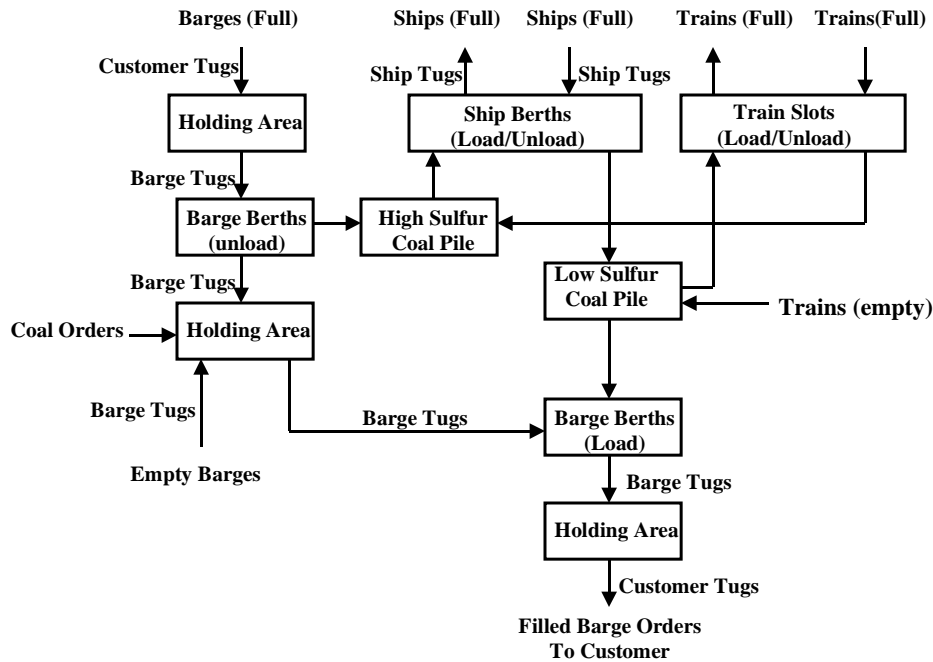 Barges (Full)
Ships (Full)
Ships (Full)
Trains (Full)
Trains(Full)
Customer Tugs
Ship Tugs
Ship Tugs
Holding Area
Ship Berths
(Load/Unload)
Train Slots
(Load/Unload)
Barge Tugs
Barge Berths
(unload)
High Sulfur
Coal Pile
Barge Tugs
Low Sulfur
Coal Pile
Trains (empty)
Coal Orders
Holding Area
Barge Tugs
Barge Tugs
Barge Berths
(Load)
Empty Barges
Barge Tugs
Holding Area
Customer Tugs
Filled Barge Orders
To Customer